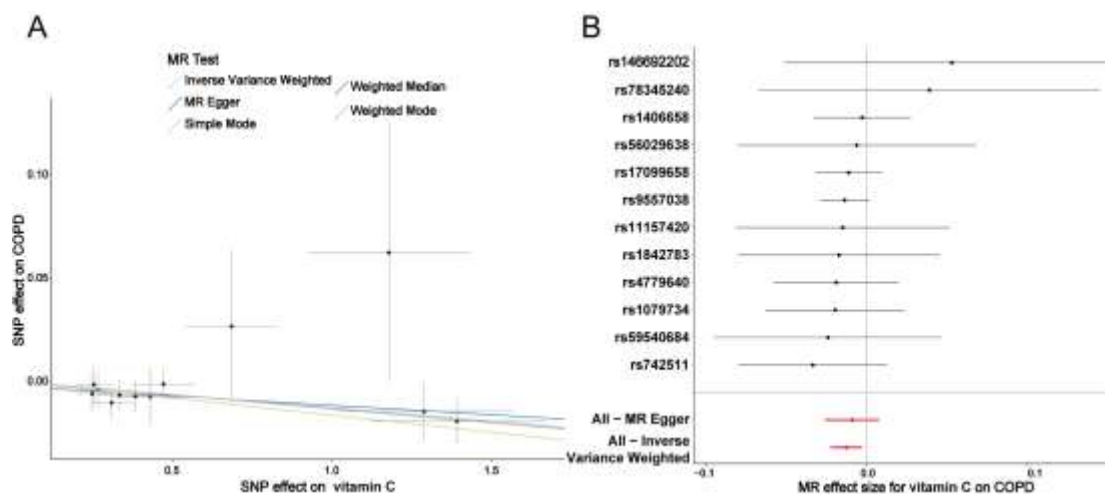 A
MR Test
Inverse Variance Weighted
Weighted Median
MR Egger
Weighted Mode
Simple Mode
SNP effect on COPD
0.10
0.05
0.00
0.5
1.0
1.5
SNP effect on vitamin C
B
rs146692202
rs78345240
rs1406658
rs56029638
rs17099658
rs9557038
rs11157420
rs1842783
rs4779640
rs1079734
rs59540684
rs742511
All – MR Egger
All – Inverse
Variance Weighted
-0.1
0.0
0.1
MR effect size for vitamin C on COPD